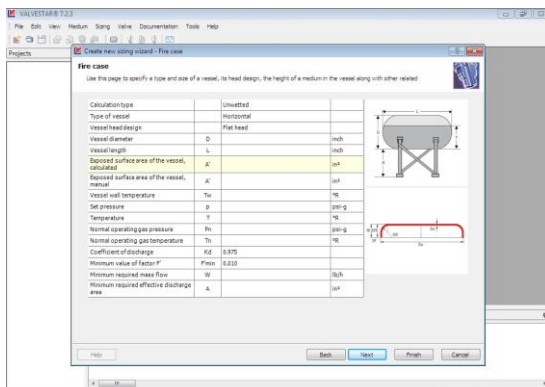 VALVESTAR® 7.2.3
File Edit View Medium Sizing Valve Documentation Tools Help
Projects
Create new sizing wizard - Fire case
Fire case
Use this page to specify a type and size of a vessel, its head design, the height of a medium in the vessel along with other related
Calculation type Unwetted
Type of vessel Horizontal
Vessel head design Flat head
Vessel diameter D inch
Vessel length L inch
Exposed surface area of the vessel, calculated A' in²
Exposed surface area of the vessel, manual A' in²
Vessel wall temperature Tw °R
Set pressure p psi-g
Temperature T °R
Normal operating gas pressure Pn psi-g
Normal operating gas temperature Tn °R
Coefficient of discharge Kd 0.975
Minimum value of factor F' F'min 0.010
Minimum required mass flow W lb/h
Minimum required effective discharge area A in²
L
Help Back Next Finish Cancel